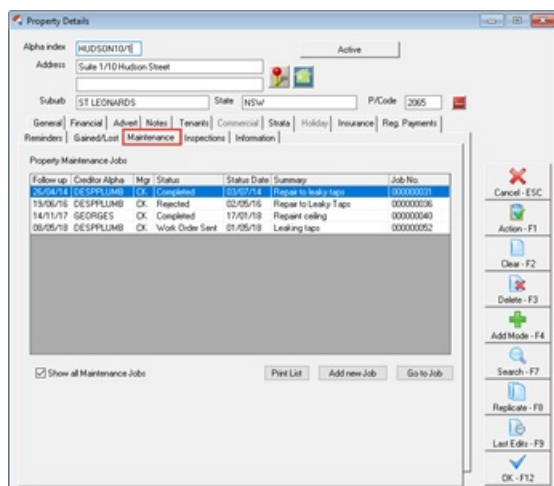 Property Details
Alpha index HUDSON10/1 Active
Address Suite 1/10 Hudson Street
Suburb ST LEONARDS State NSW P/Code 2065
General Financial Advert Notes Tenants Commercial Strata Holiday Insurance Reg. Payments
Reminders Gained/Lost Maintenance Inspections Information
Property Maintenance Jobs
Follow up Creditor Alpha Mgr Status Status Date Summary Job No.
26/04/14 DESPPLUMB CK Completed 03/07/14 Repair to leaky taps 000000031
19/06/16 DESPPLUMB CK Rejected 02/05/16 Repair to Leaky Taps 000000036
14/11/17 GEORGES CK Completed 17/01/18 Repaint ceiling 000000040
08/05/18 DESPPLUMB CK Work Order Sent 01/05/18 Leaking taps 000000052
Show all Maintenance Jobs Print List Add new Job Go to Job
Cancel - ESC
Action - F1
Clear - F2
Delete - F3
Add Mode - F4
Search - F7
Replicate - F8
Last Edits - F9
OK - F12